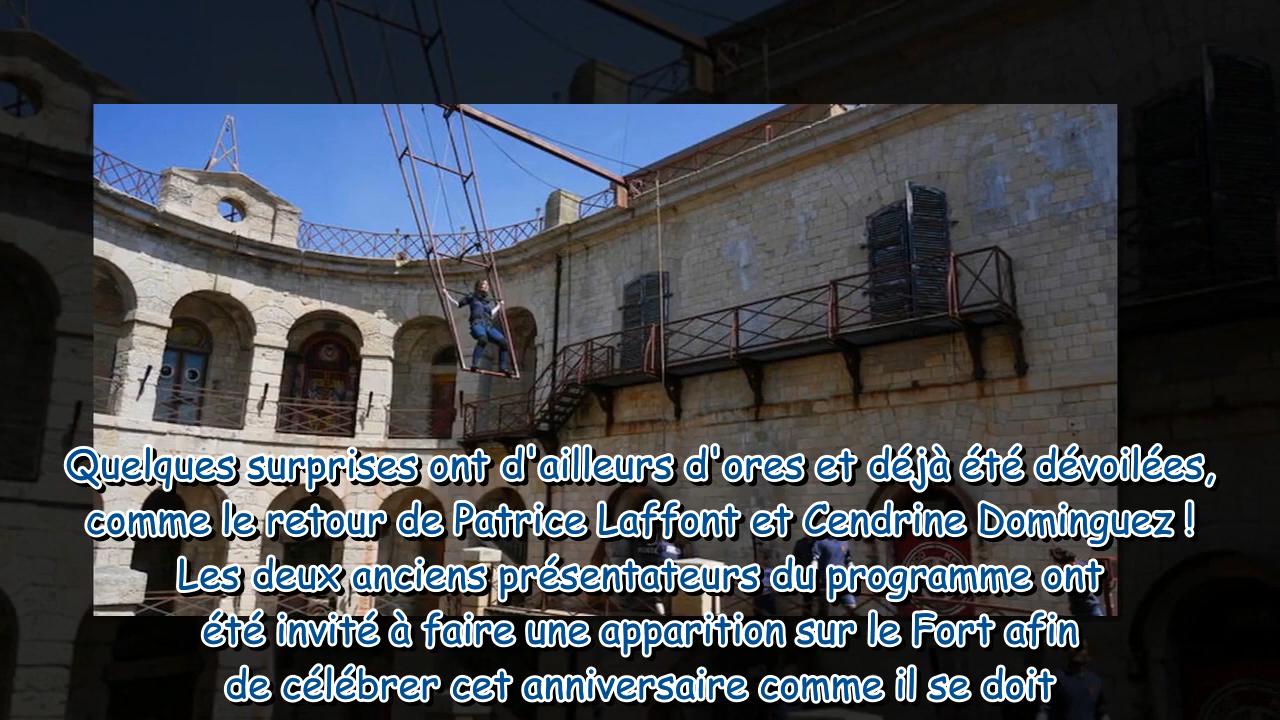 Quelques surprises ont d'ailleurs d'ores et déjà été dévoilées,
comme le retour de Patrice Laffont et Cendrine Dominguez !
Les deux anciens présentateurs du programme ont
été invité à faire une apparition sur le Fort afin
de célébrer cet anniversaire comme il se doit